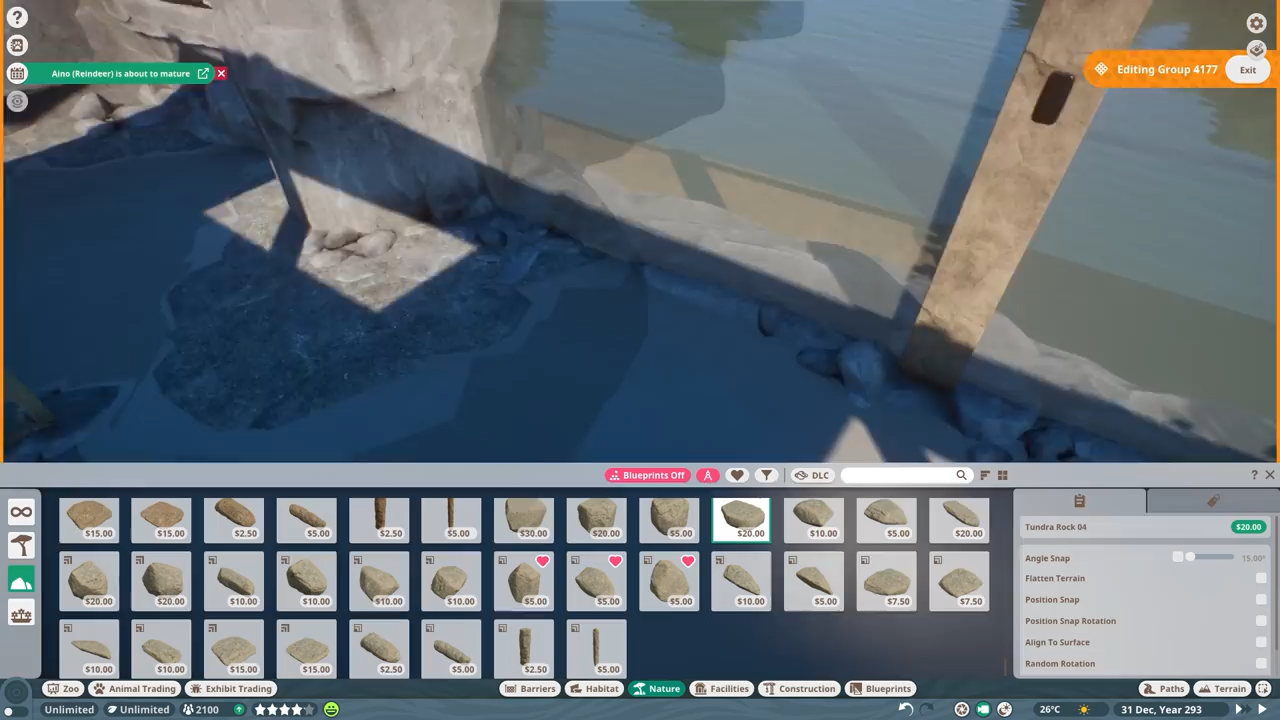 ?
Aino (Reindeer) is about to mature
Editing Group 4177
Exit
Blueprints Off
DLC
?
$15.00 $15.00 $2.50 $5.00 $2.50 $5.00 $30.00 $20.00 $5.00 $20.00 $10.00 $5.00 $20.00
$20.00 $20.00 $10.00 $10.00 $10.00 $10.00 $5.00 $5.00 $5.00 $10.00 $5.00 $7.50 $7.50
$10.00 $10.00 $15.00 $15.00 $2.50 $5.00 $2.50 $5.00
Tundra Rock 04 $20.00
Angle Snap 15.00°
Flatten Terrain
Position Snap
Position Snap Rotation
Align To Surface
Random Rotation
Zoo Animal Trading Exhibit Trading Barriers Habitat Nature Facilities Construction Blueprints Paths Terrain
Unlimited Unlimited 2100 26°C 31 Dec, Year 293